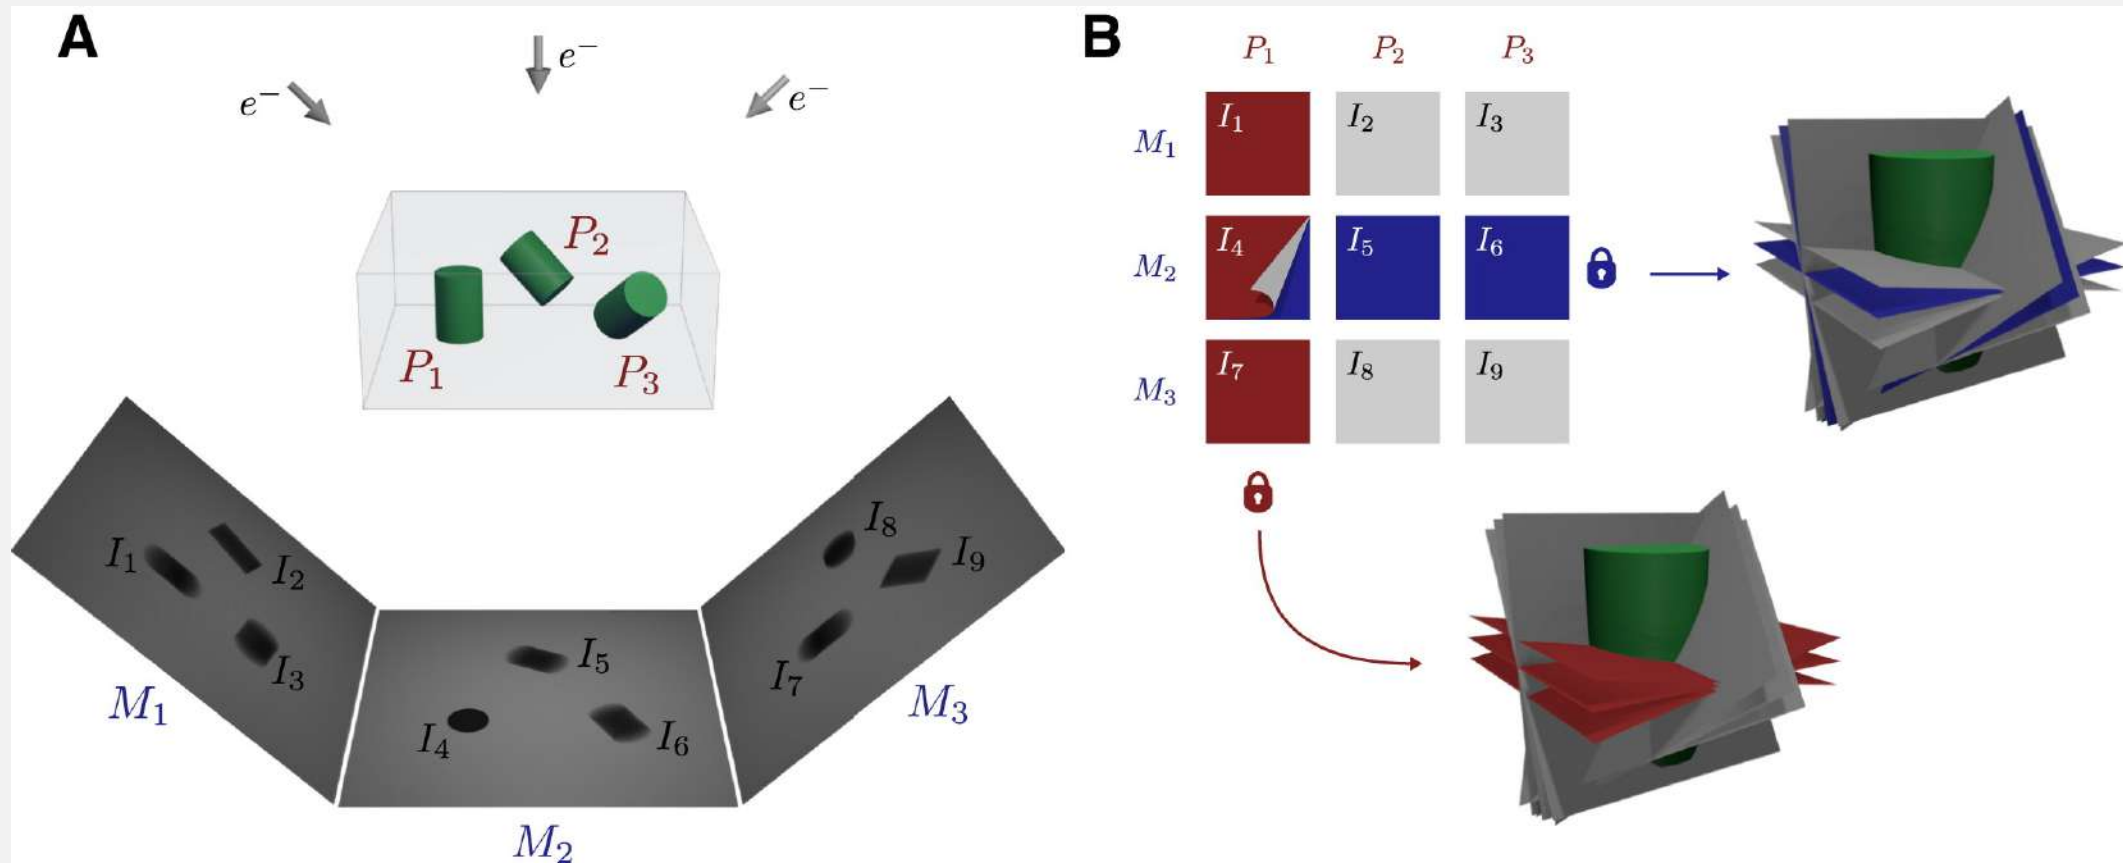 A
e⁻
e⁻
e⁻
P₂
P₁
P₃
I₁
I₂
I₃
M₁
I₅
I₄
I₆
M₂
I₈
I₉
I₇
M₃
B
P₁ P₂ P₃
M₁ I₁ I₂ I₃
M₂ I₄ I₅ I₆
M₃ I₇ I₈ I₉